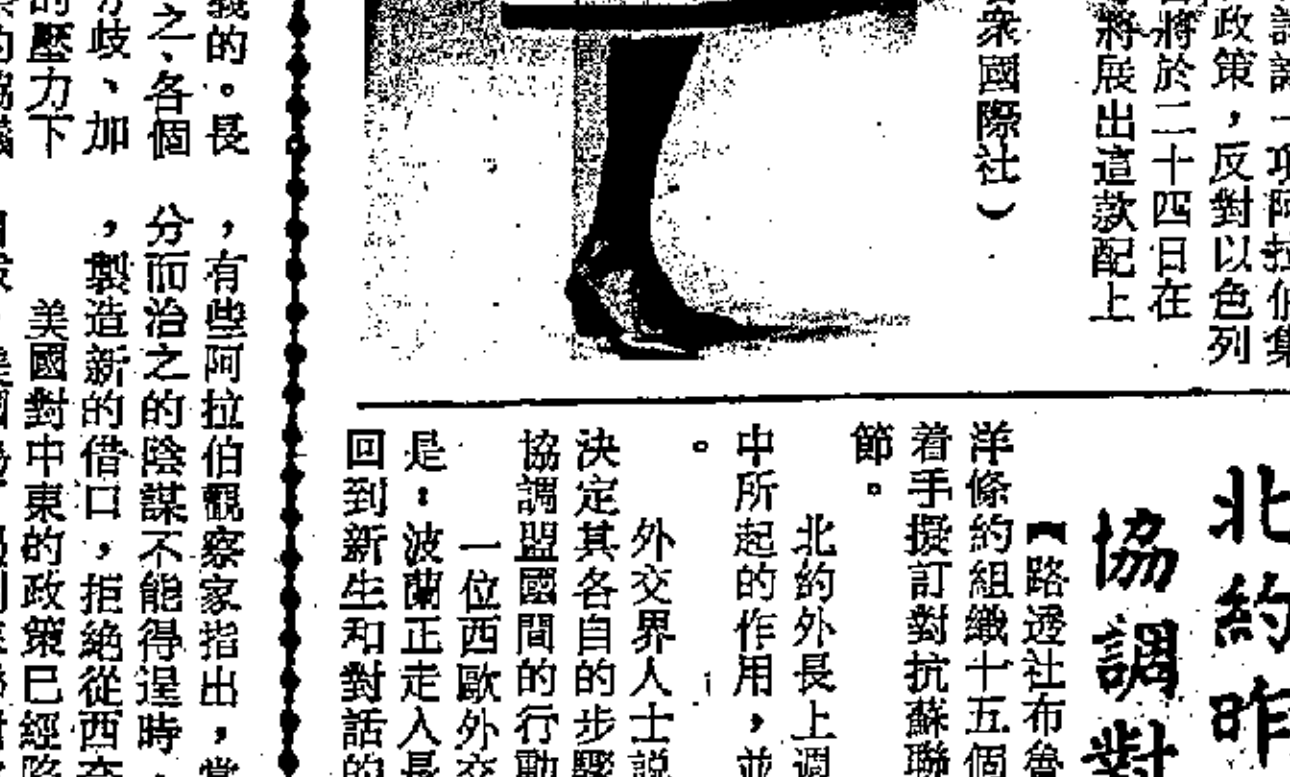 政策，反對以色列
將於二十四日在
將展出這款配上
衆國際社）
義的。長
之、各個
歧、加
的壓力下
，有些阿拉伯觀察家指出，當
分而治之的陰謀不能得逞時，
，製造新的借口，拒絕從西奈
美國對中東的政策已經陷
北約昨
協調對
【路透社布魯
洋條約組織十五個
着手擬訂對抗蘇聯
節。
北約外長上週
中所起的作用，並
。
外交界人士説
決定其各自的步驟
協調盟國間的行動
一位西歐外交
是：波蘭正走入長
回到新生和對話的